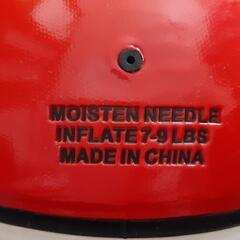 MOISTEN NEEDLE
INFLATE 7-9 LBS
MADE IN CHINA